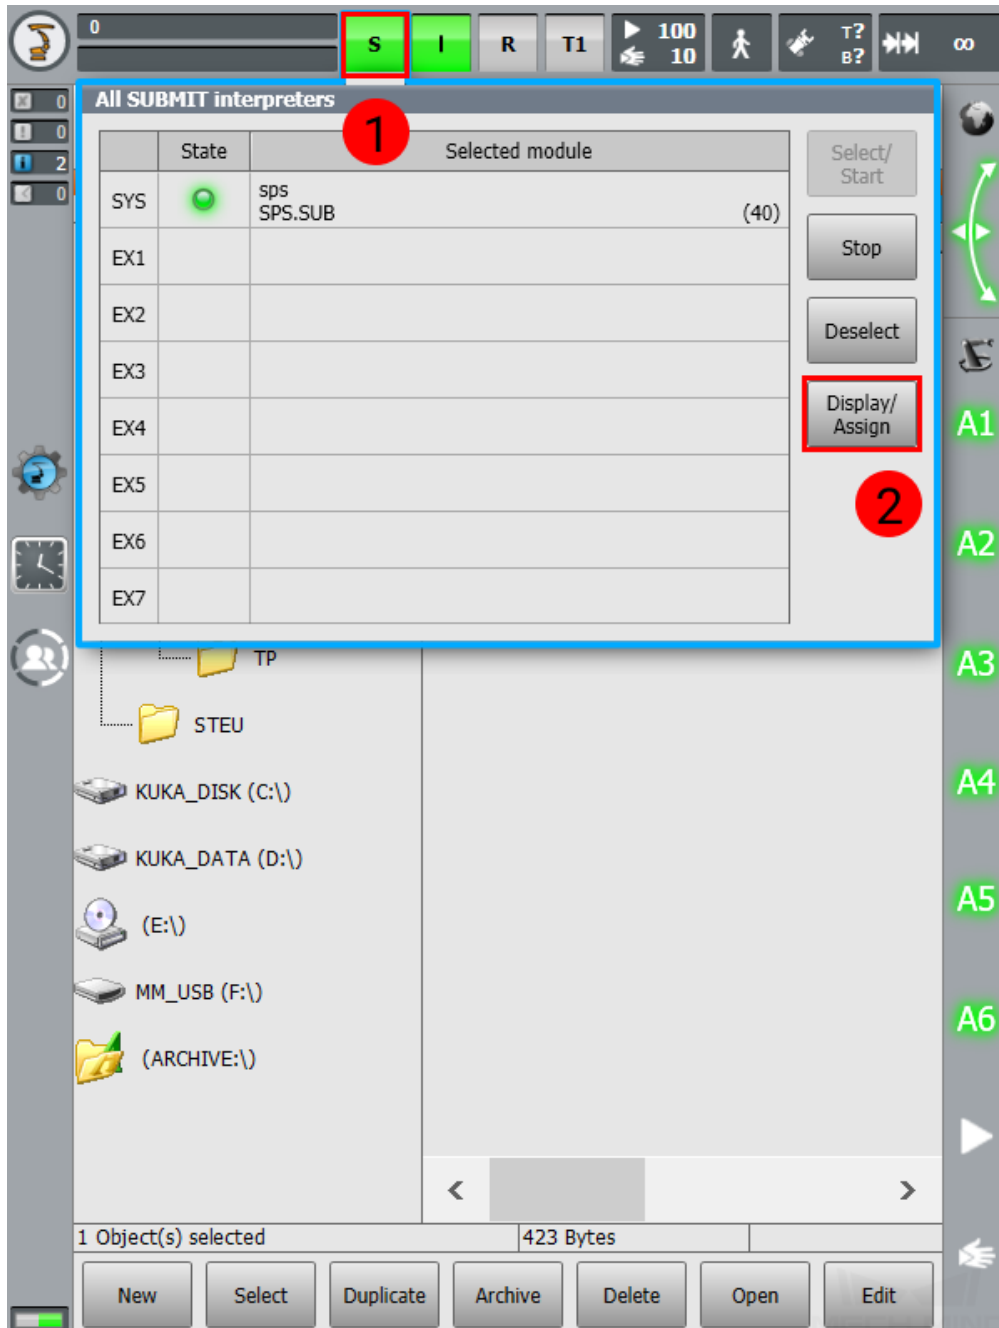 0
S
I
R
T1
100
10
T?
B?
∞
0
0
2
0
All SUBMIT interpreters
1
State
Selected module
SYS
sps
SPS.SUB
(40)
EX1
EX2
EX3
EX4
EX5
EX6
EX7
Select/
Start
Stop
Deselect
Display/
Assign
2
A1
A2
A3
A4
A5
A6
TP
STEU
KUKA_DISK (C:\)
KUKA_DATA (D:\)
(E:\)
MM_USB (F:\)
(ARCHIVE:\)
1 Object(s) selected
423 Bytes
New
Select
Duplicate
Archive
Delete
Open
Edit